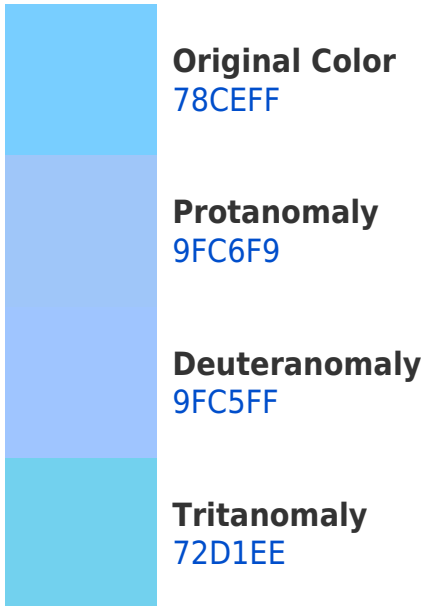 Original Color
78CEFF
Protanomaly
9FC6F9
Deuteranomaly
9FC5FF
Tritanomaly
72D1EE